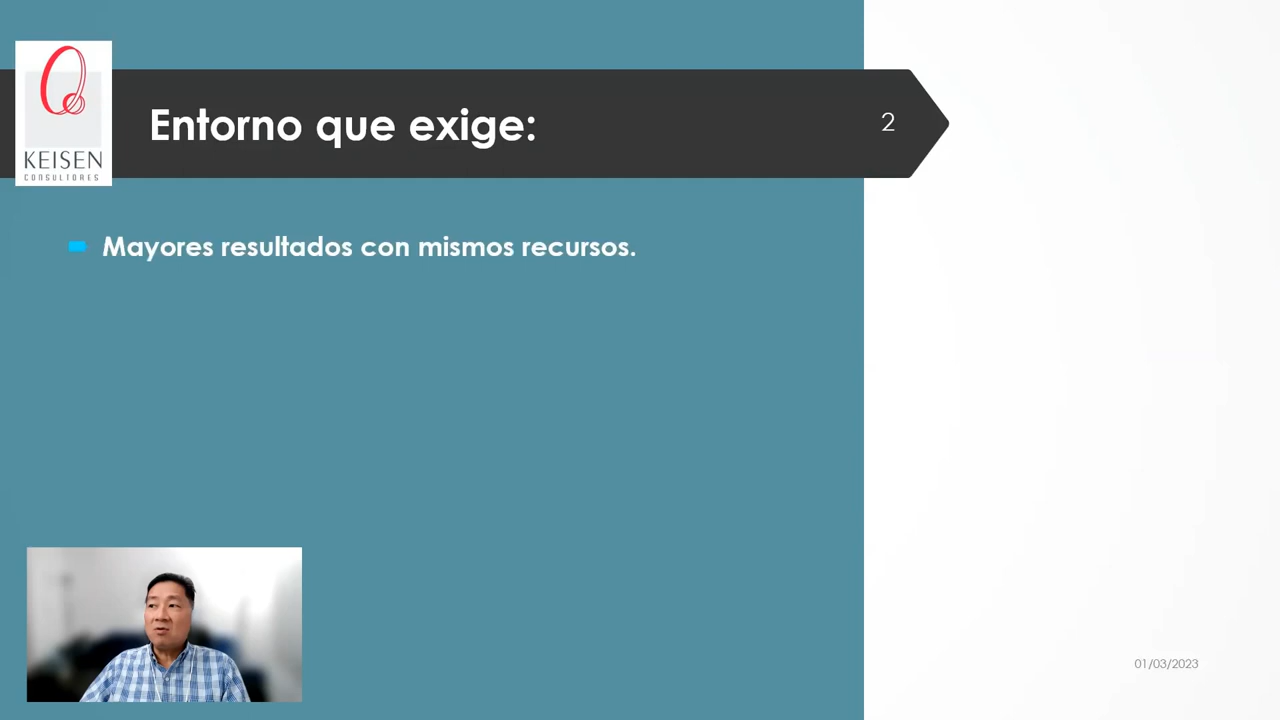 KEISEN
CONSULTORES
Entorno que exige:
2
Mayores resultados con mismos recursos.
01/03/2023